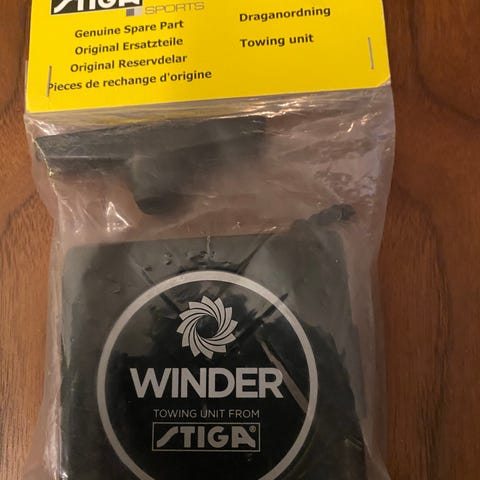 STIGA
SPORTS
Genuine Spare Part
Original Ersatzteile
Original Reservdelar
Pieces de rechange d'origine
Draganordning
Towing unit
WINDER
TOWING UNIT FROM
STIGA®